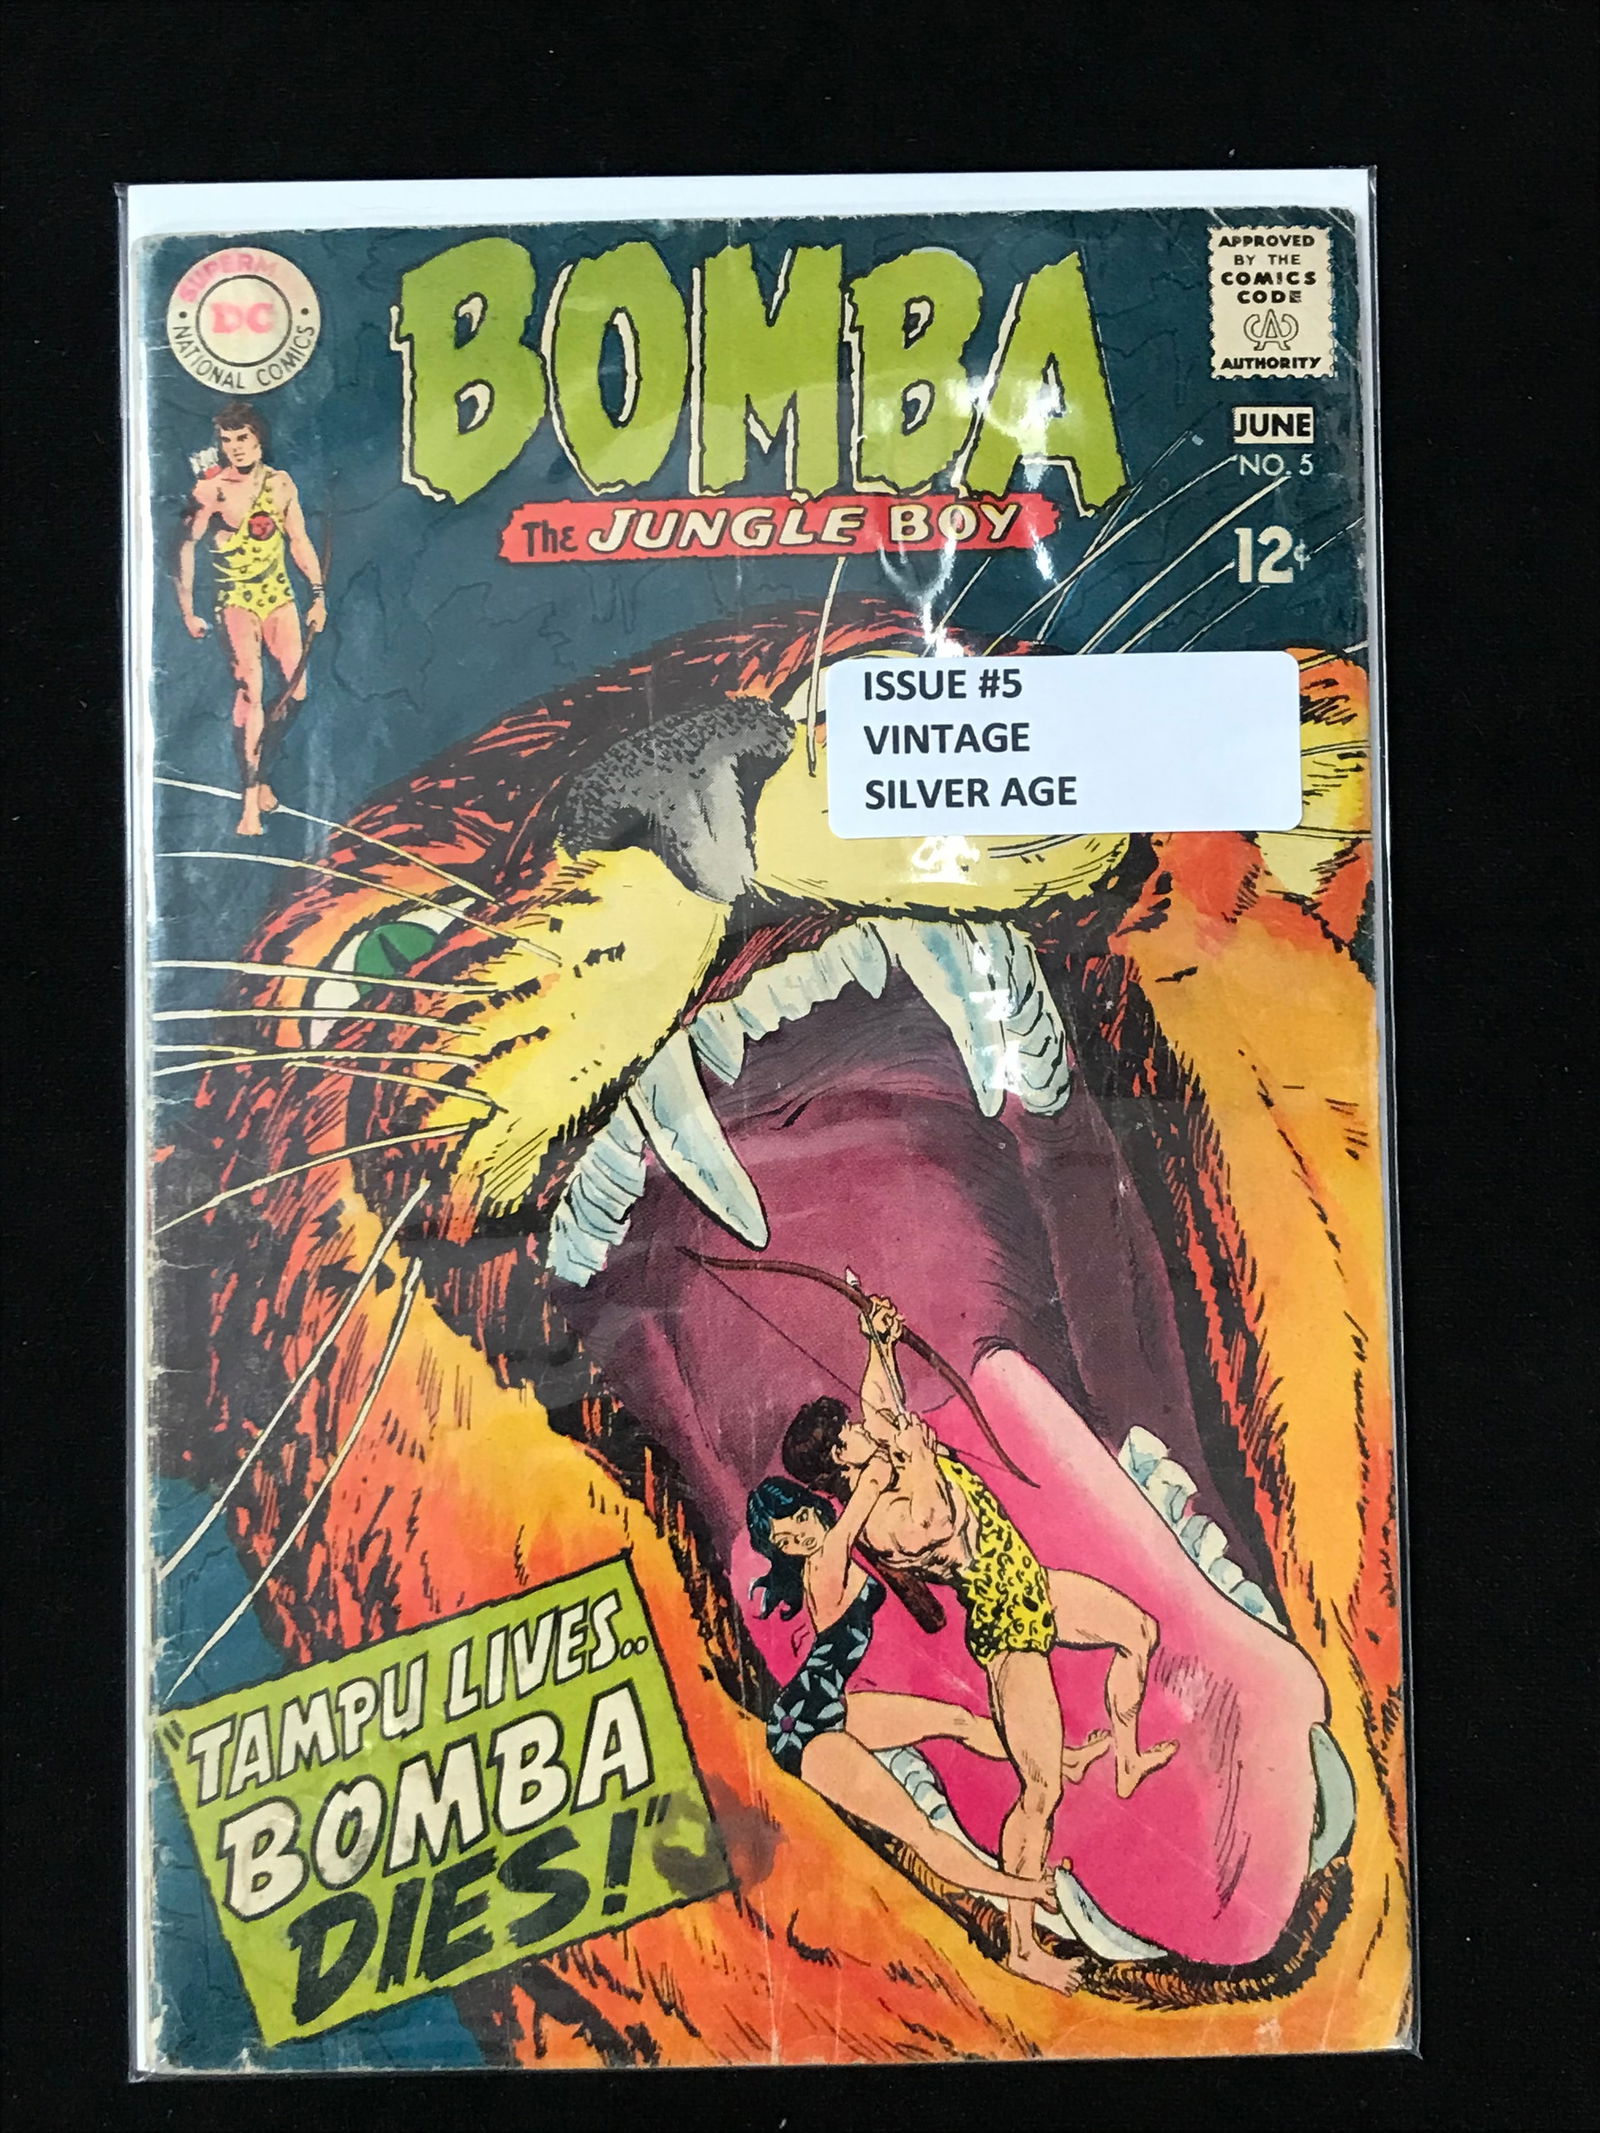 SUPERM
DC
NATIONAL COMICS
BOMBA
The JUNGLE BOY
APPROVED
BY THE
COMICS
CODE
CA
AUTHORITY
JUNE
NO. 5
12¢
ISSUE #5
VINTAGE
SILVER AGE
"TAMPU LIVES..
BOMBA
DIES!"